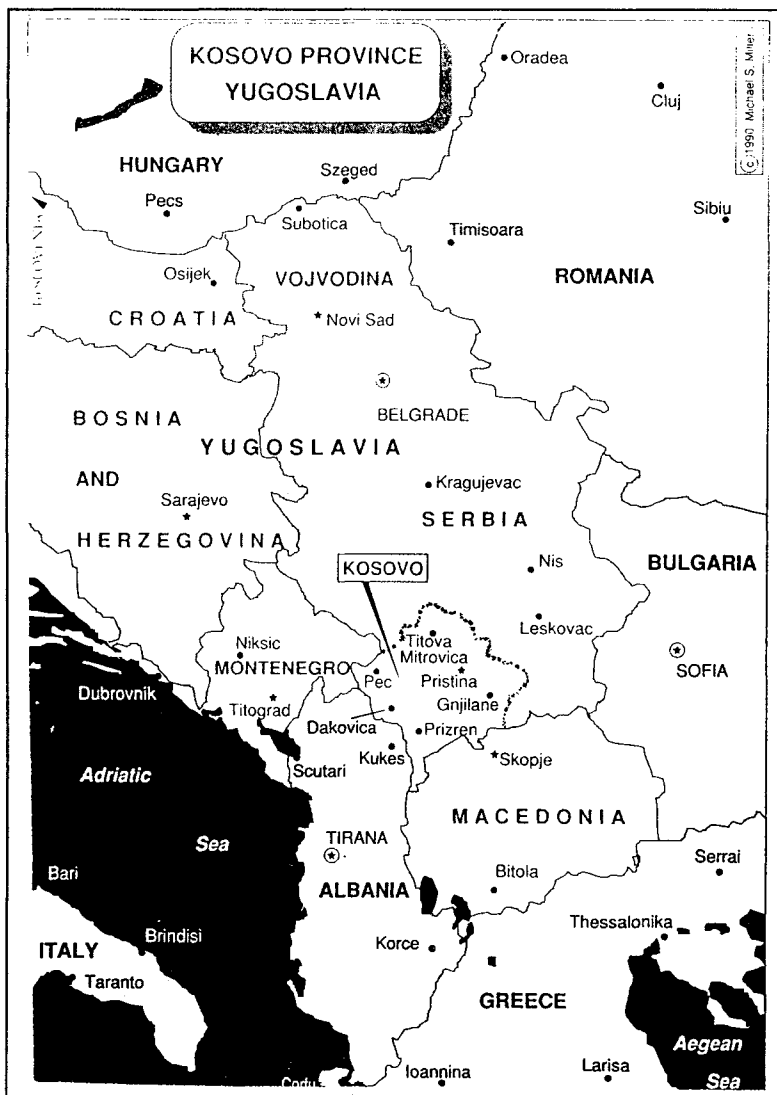 KOSOVO PROVINCE
YUGOSLAVIA
© 1990 Michael S. Miller
Oradea
Cluj
HUNGARY
Szeged
Pecs
Subotica
Sibiu
Timisoara
SLOVENIA
Osijek
VOJVODINA
ROMANIA
CROATIA
Novi Sad
BELGRADE
BOSNIA
YUGOSLAVIA
AND
Kragujevac
Sarajevo
SERBIA
HERZEGOVINA
Nis
BULGARIA
KOSOVO
Leskovac
Titova
Mitrovica
Niksic
MONTENEGRO
Pec
Pristina
SOFIA
Dubrovnik
Titograd
Gnjilane
Dakovica
Prizren
Kukes
Skopje
Scutari
Adriatic
Sea
MACEDONIA
TIRANA
Bari
Serrai
ALBANIA
Bitola
Thessalonika
Brindisi
ITALY
Korce
Taranto
GREECE
Aegean
Sea
Ioannina
Larisa
Corfu